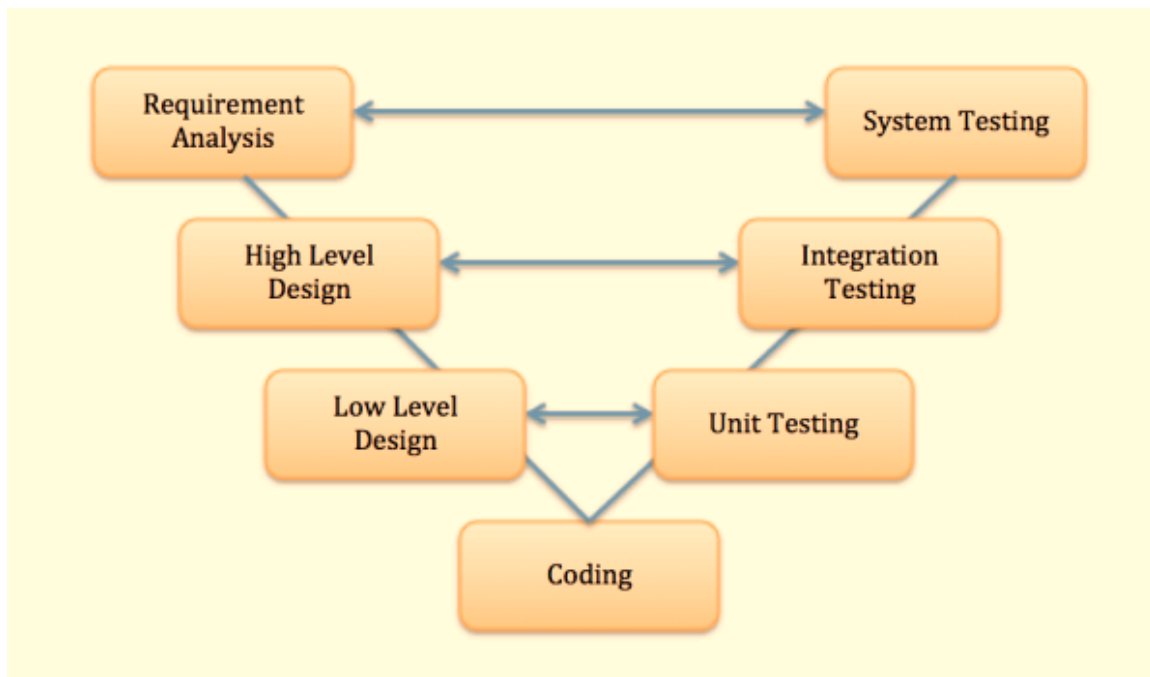 Requirement
Analysis
System Testing
High Level
Design
Integration
Testing
Low Level
Design
Unit Testing
Coding